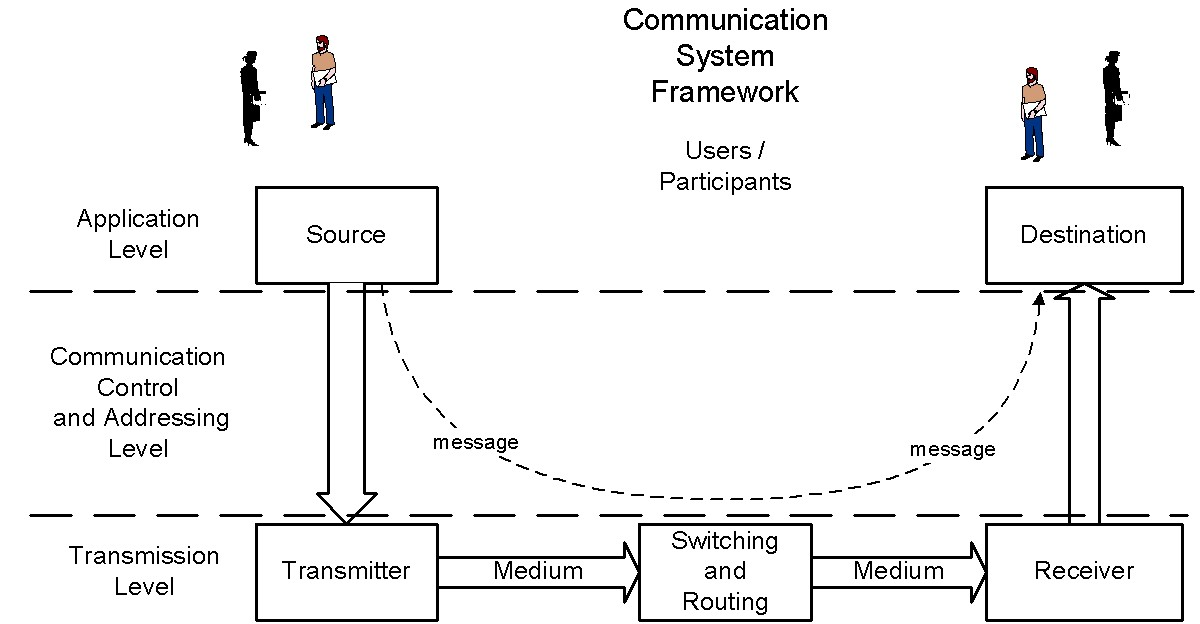 Communication
System
Framework
Users /
Participants
Application
Level
Source
Destination
Communication
Control
and Addressing
Level
message
message
Transmission
Level
Transmitter
Medium
Switching
and
Routing
Medium
Receiver